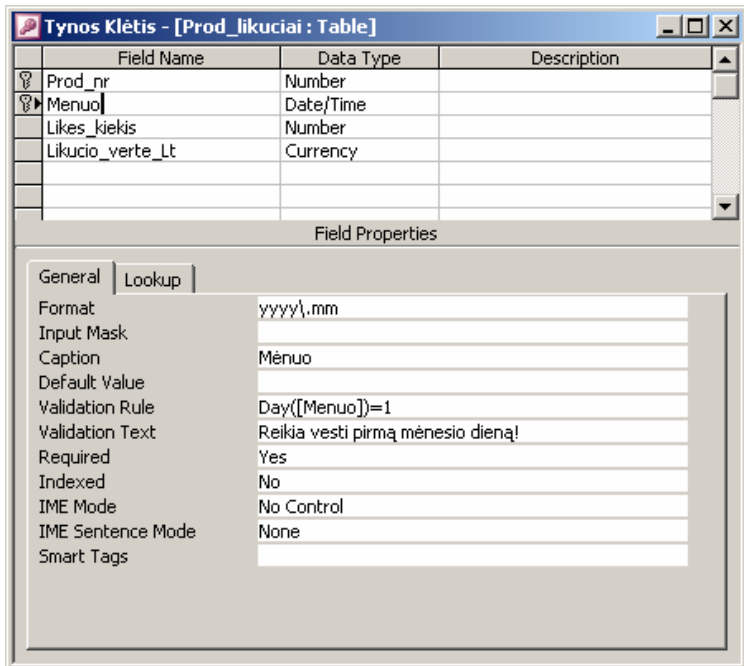 Tynos Klėtis - [Prod_likuciai : Table]
Field Name Data Type Description
Prod_nr Number
Menuo Date/Time
Likes_kiekis Number
Likucio_verte_Lt Currency
Field Properties
General Lookup
Format yyyy\.mm
Input Mask
Caption Mėnuo
Default Value
Validation Rule Day([Menuo])=1
Validation Text Reikia vesti pirmą mėnesio dieną!
Required Yes
Indexed No
IME Mode No Control
IME Sentence Mode None
Smart Tags